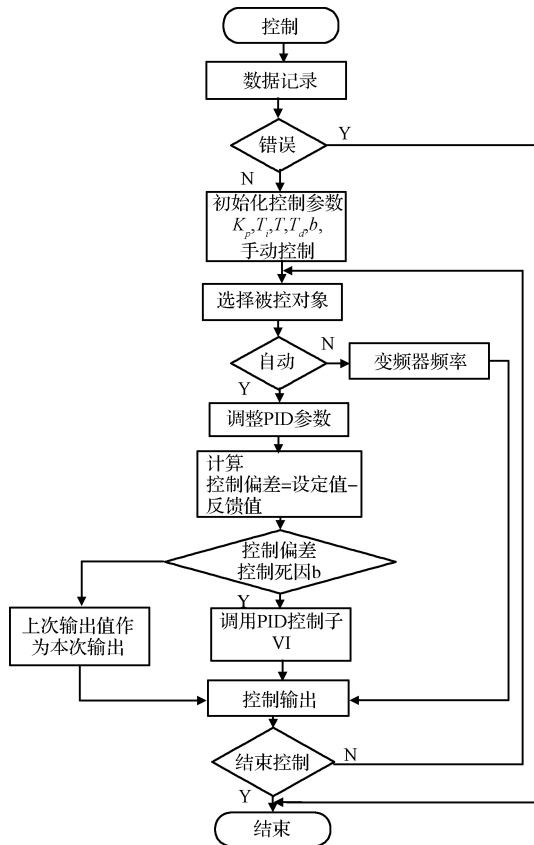 控制
数据记录
错误
Y
N
初始化控制参数
Kp,Ti,T,Td,b,
手动控制
选择被控对象
自动
N
变频器频率
Y
调整PID参数
计算
控制偏差=设定值–
反馈值
控制偏差
控制死因b
Y
上次输出值作
为本次输出
调用PID控制子
VI
控制输出
结束控制
N
Y
结束